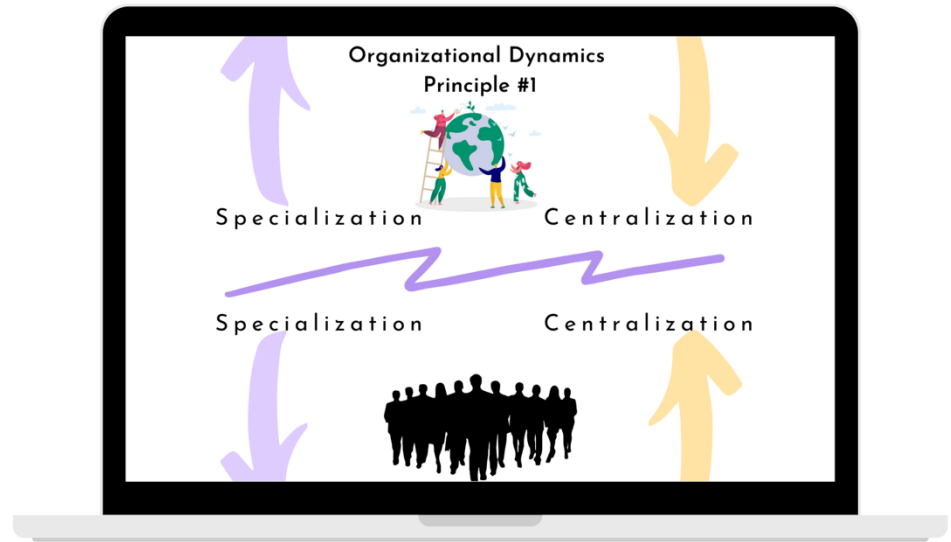 Organizational Dynamics
Principle #1
Specialization Centralization
Specialization Centralization